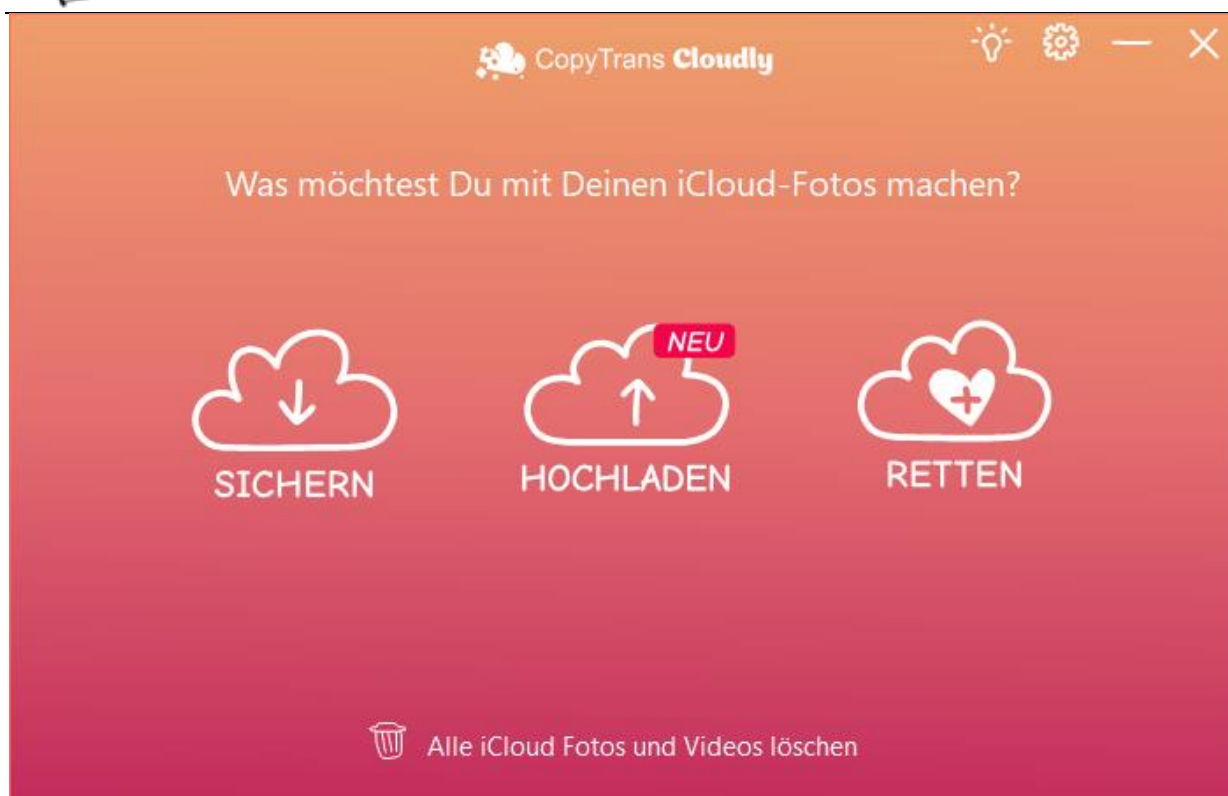 CopyTrans Cloudly
Was möchtest Du mit Deinen iCloud-Fotos machen?
NEU
SICHERN
HOCHLADEN
RETTEN
Alle iCloud Fotos und Videos löschen